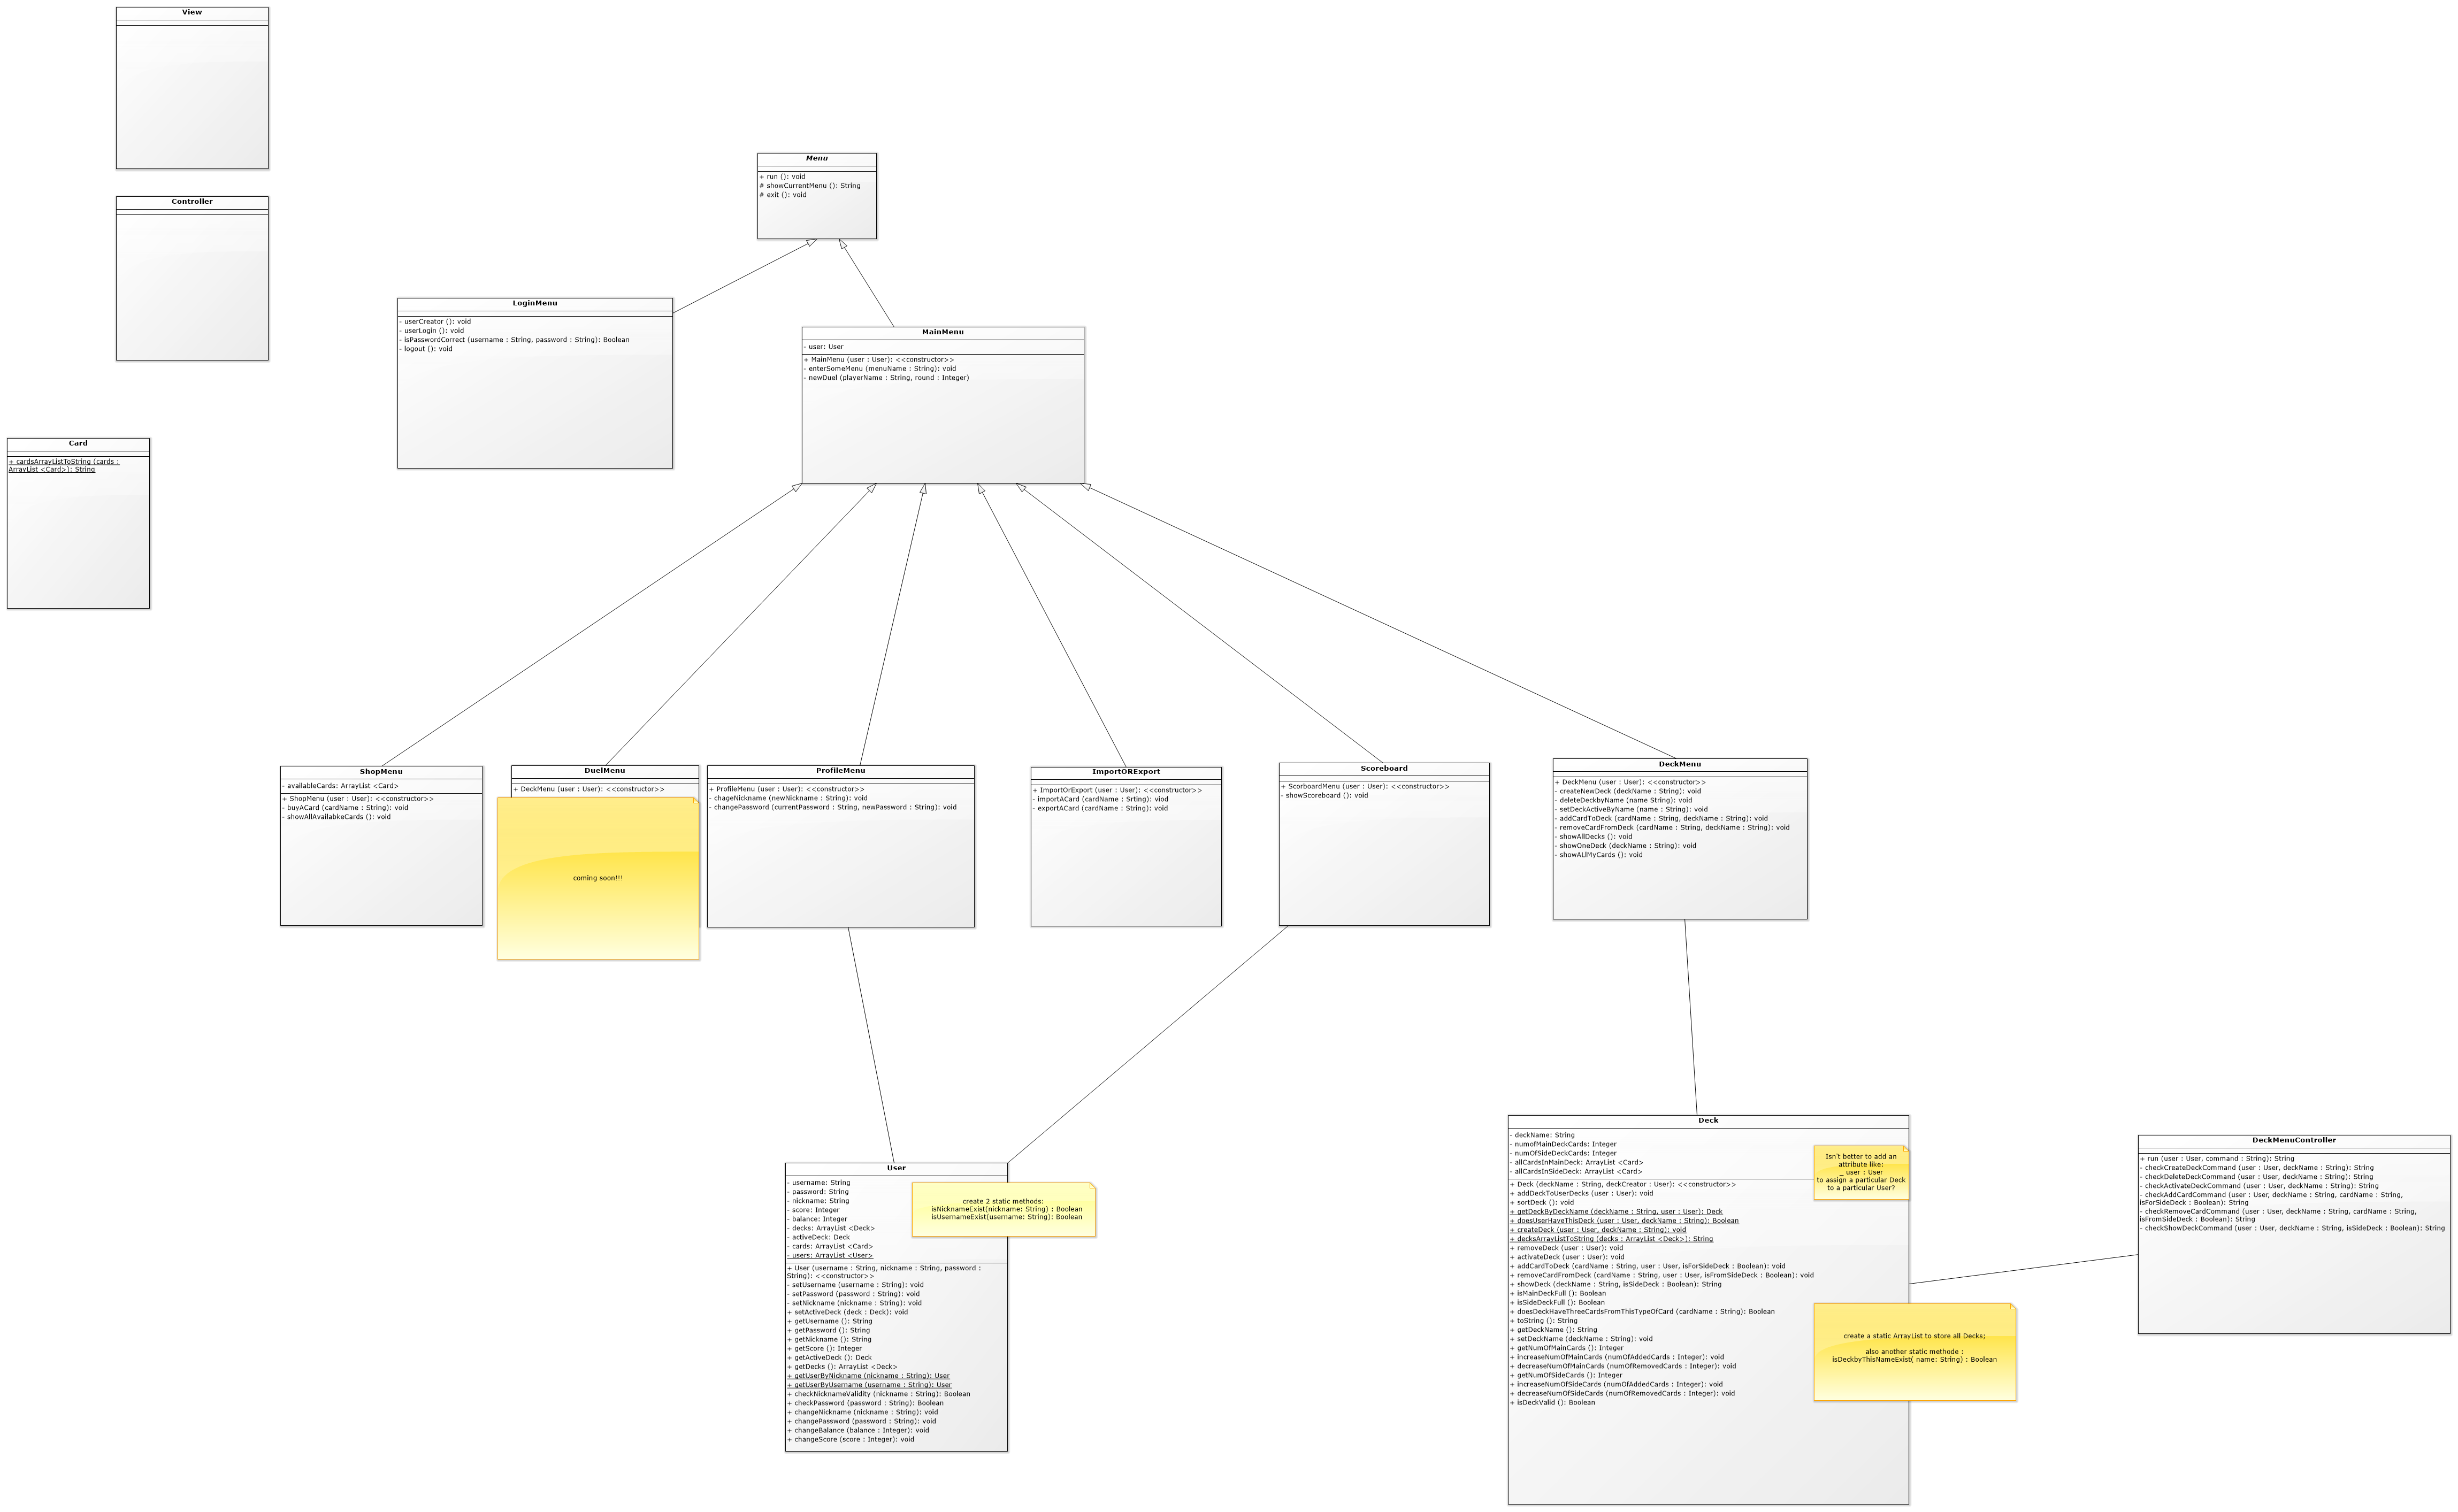 View
Controller
Card
+ cardsArrayListToString (cards :
ArrayList <Card>): String
Menu
+ run (): void
# showCurrentMenu (): String
# exit (): void
LoginMenu
- userCreator (): void
- userLogin (): void
- isPasswordCorrect (username : String, password : String): Boolean
- logout (): void
MainMenu
- user: User
+ MainMenu (user : User): <<constructor>>
- enterSomeMenu (menuName : String): void
- newDuel (playerName : String, round : Integer)
ShopMenu
- availableCards: ArrayList <Card>
+ ShopMenu (user : User): <<constructor>>
- buyACard (cardName : String): void
- showAllAvailabkeCards (): void
DuelMenu
+ DeckMenu (user : User): <<constructor>>
coming soon!!!
ProfileMenu
+ ProfileMenu (user : User): <<constructor>>
- chageNickname (newNickname : String): void
- changePassword (currentPassword : String, newPassword : String): void
ImportORExport
+ ImportOrExport (user : User): <<constructor>>
- importACard (cardName : Srting): viod
- exportACard (cardName : String): void
Scoreboard
+ ScorboardMenu (user : User): <<constructor>>
- showScoreboard (): void
DeckMenu
+ DeckMenu (user : User): <<constructor>>
- createNewDeck (deckName : String): void
- deleteDeckbyName (name String): void
- setDeckActiveByName (name : String): void
- addCardToDeck (cardName : String, deckName : String): void
- removeCardFromDeck (cardName : String, deckName : String): void
- showAllDecks (): void
- showOneDeck (deckName : String): void
- showALlMyCards (): void
User
- username: String
- password: String
- nickname: String
- score: Integer
- balance: Integer
- decks: ArrayList <Deck>
- activeDeck: Deck
- cards: ArrayList <Card>
- users: ArrayList <User>
+ User (username : String, nickname : String, password :
String): <<constructor>>
- setUsername (username : String): void
- setPassword (password : String): void
- setNickname (nickname : String): void
+ setActiveDeck (deck : Deck): void
+ getUsername (): String
+ getPassword (): String
+ getNickname (): String
+ getScore (): Integer
+ getActiveDeck (): Deck
+ getDecks (): ArrayList <Deck>
+ getUserByNickname (nickname : String): User
+ getUserByUsername (username : String): User
+ checkNicknameValidity (nickname : String): Boolean
+ checkPassword (password : String): Boolean
+ changeNickname (nickname : String): void
+ changePassword (password : String): void
+ changeBalance (balance : Integer): void
+ changeScore (score : Integer): void
create 2 static methods:
isNicknameExist(nickname: String) : Boolean
isUsernameExist(username: String): Boolean
Deck
- deckName: String
- numofMainDeckCards: Integer
- numOfSideDeckCards: Integer
- allCardsInMainDeck: ArrayList <Card>
- allCardsInSideDeck: ArrayList <Card>
+ Deck (deckName : String, deckCreator : User): <<constructor>>
+ addDeckToUserDecks (user : User): void
+ sortDeck (): void
+ getDeckByDeckName (deckName : String, user : User): Deck
+ doesUserHaveThisDeck (user : User, deckName : String): Boolean
+ createDeck (user : User, deckName : String): void
+ decksArrayListToString (decks : ArrayList <Deck>): String
+ removeDeck (user : User): void
+ activateDeck (user : User): void
+ addCardToDeck (cardName : String, user : User, isForSideDeck : Boolean): void
+ removeCardFromDeck (cardName : String, user : User, isFromSideDeck : Boolean): void
+ showDeck (deckName : String, isSideDeck : Boolean): String
+ isMainDeckFull (): Boolean
+ isSideDeckFull (): Boolean
+ doesDeckHaveThreeCardsFromThisTypeOfCard (cardName : String): Boolean
+ toString (): String
+ getDeckName (): String
+ setDeckName (deckName : String): void
+ getNumOfMainCards (): Integer
+ increaseNumOfMainCards (numOfAddedCards : Integer): void
+ decreaseNumOfMainCards (numOfRemovedCards : Integer): void
+ getNumOfSideCards (): Integer
+ increaseNumOfSideCards (numOfAddedCards : Integer): void
+ decreaseNumOfSideCards (numOfRemovedCards : Integer): void
+ isDeckValid (): Boolean
Isn't better to add an
attribute like:
_ user : User
to assign a particular Deck
to a particular User?
create a static ArrayList to store all Decks;
also another static methode :
isDeckbyThisNameExist( name: String) : Boolean
DeckMenuController
+ run (user : User, command : String): String
- checkCreateDeckCommand (user : User, deckName : String): String
- checkDeleteDeckCommand (user : User, deckName : String): String
- checkActivateDeckCommand (user : User, deckName : String): String
- checkAddCardCommand (user : User, deckName : String, cardName : String,
isForSideDeck : Boolean): String
- checkRemoveCardCommand (user : User, deckName : String, cardName : String,
isFromSideDeck : Boolean): String
- checkShowDeckCommand (user : User, deckName : String, isSideDeck : Boolean): String